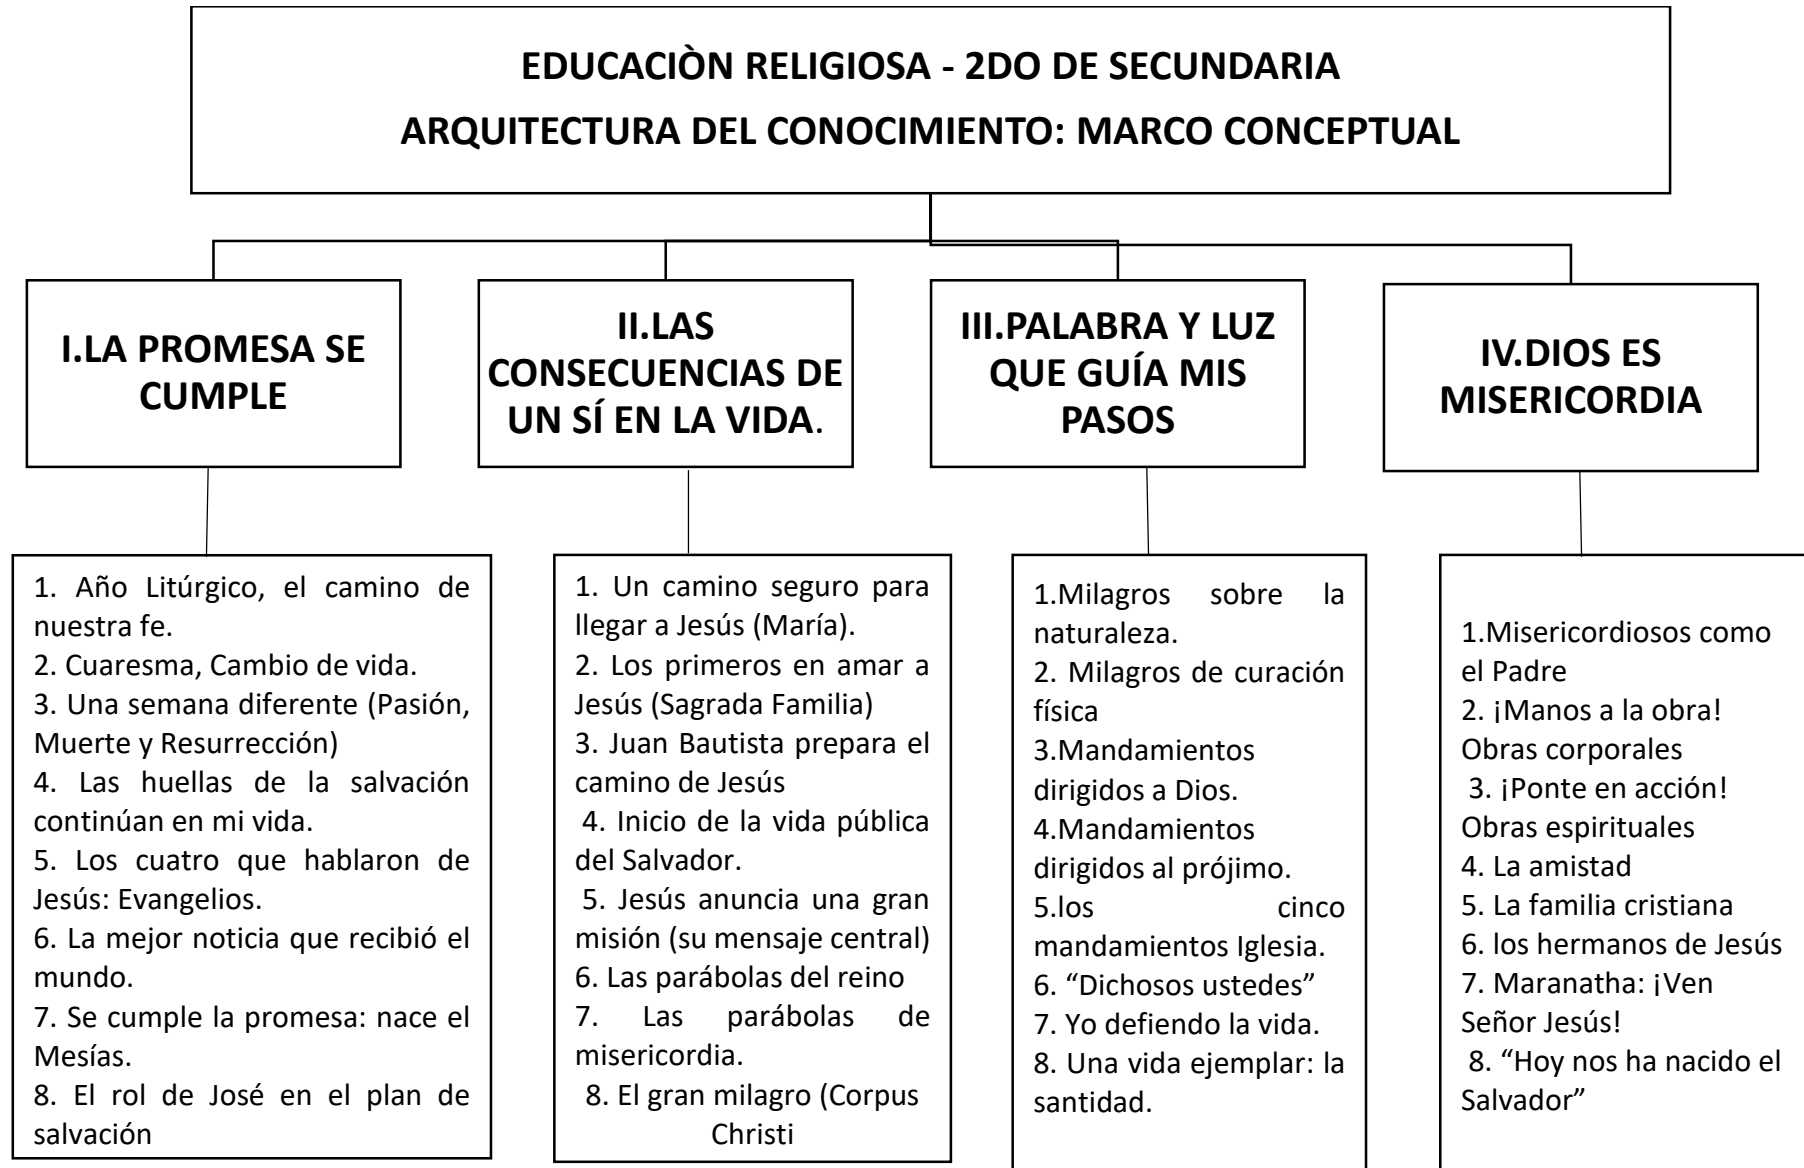 EDUCACIÒN RELIGIOSA - 2DO DE SECUNDARIA
ARQUITECTURA DEL CONOCIMIENTO: MARCO CONCEPTUAL
I.LA PROMESA SE
CUMPLE
II.LAS
CONSECUENCIAS DE
UN SÍ EN LA VIDA.
III.PALABRA Y LUZ
QUE GUÍA MIS
PASOS
IV.DIOS ES
MISERICORDIA
1. Año Litúrgico, el camino de
nuestra fe.
2. Cuaresma, Cambio de vida.
3. Una semana diferente (Pasión,
Muerte y Resurrección)
4. Las huellas de la salvación
continúan en mi vida.
5. Los cuatro que hablaron de
Jesús: Evangelios.
6. La mejor noticia que recibió el
mundo.
7. Se cumple la promesa: nace el
Mesías.
8. El rol de José en el plan de
salvación
1. Un camino seguro para
llegar a Jesús (María).
2. Los primeros en amar a
Jesús (Sagrada Familia)
3. Juan Bautista prepara el
camino de Jesús
4. Inicio de la vida pública
del Salvador.
5. Jesús anuncia una gran
misión (su mensaje central)
6. Las parábolas del reino
7. Las parábolas de
misericordia.
8. El gran milagro (Corpus
Christi
1.Milagros sobre la
naturaleza.
2. Milagros de curación
física
3.Mandamientos
dirigidos a Dios.
4.Mandamientos
dirigidos al prójimo.
5.los cinco
mandamientos Iglesia.
6. “Dichosos ustedes”
7. Yo defiendo la vida.
8. Una vida ejemplar: la
santidad.
1.Misericordiosos como
el Padre
2. ¡Manos a la obra!
Obras corporales
3. ¡Ponte en acción!
Obras espirituales
4. La amistad
5. La familia cristiana
6. los hermanos de Jesús
7. Maranatha: ¡Ven
Señor Jesús!
8. “Hoy nos ha nacido el
Salvador”